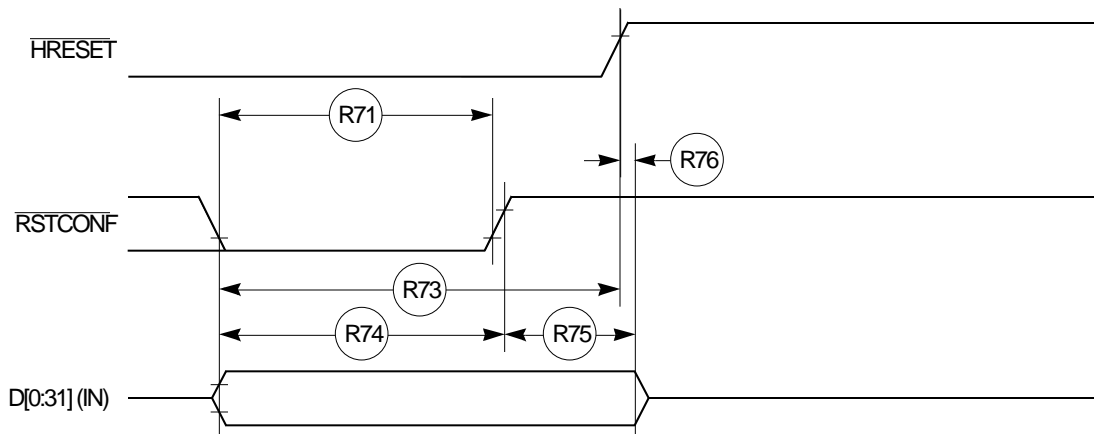 HRESET
R71
R76
RSTCONF
R73
R74
R75
D[0:31] (IN)